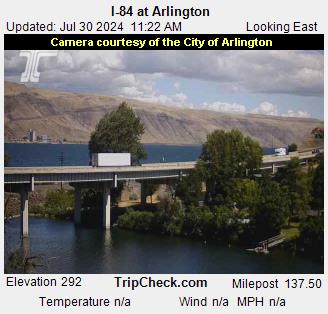 I-84 at Arlington
Updated: Jul 30 2024 11:22 AM Looking East
Camera courtesy of the City of Arlington
Elevation 292 TripCheck.com Milepost 137.50
Temperature n/a Wind n/a MPH n/a